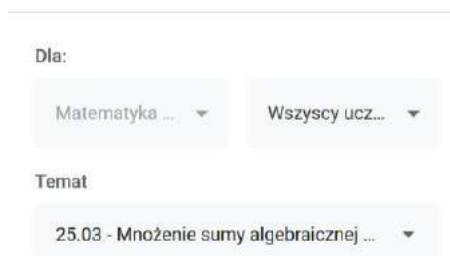 Dla:
Matematyka ... Wszyscy ucz...
Temat
25.03 - Mnożenie sumy algebraicznej ...